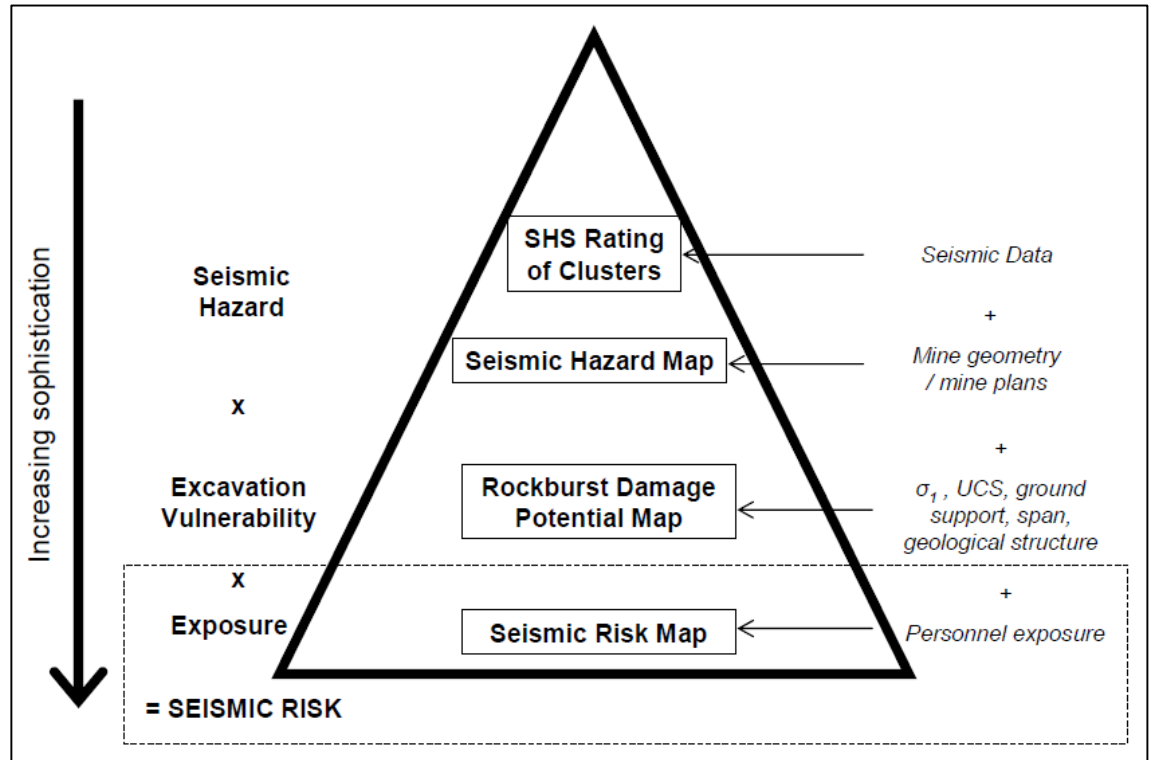 Increasing sophistication
SHS Rating
of Clusters
Seismic Data
Seismic
Hazard
+
Seismic Hazard Map
Mine geometry
/ mine plans
x
+
Excavation
Vulnerability
Rockburst Damage
Potential Map
σ1 , UCS, ground
support, span,
geological structure
x
+
Exposure
Seismic Risk Map
Personnel exposure
= SEISMIC RISK